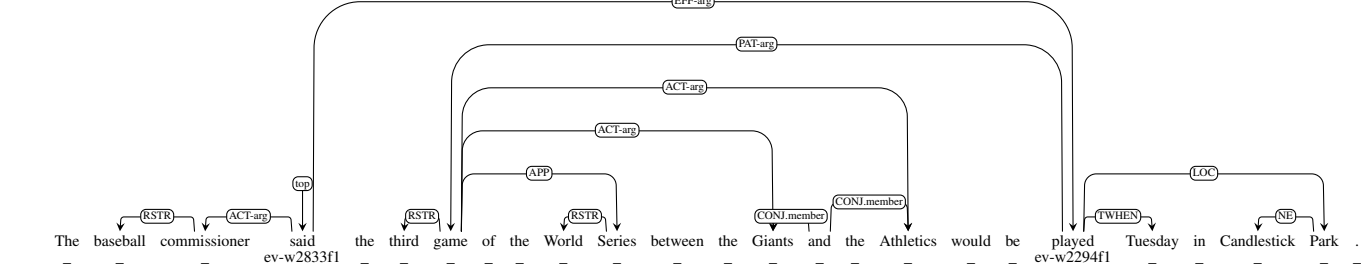 EFF-arg
PAT-arg
ACT-arg
ACT-arg
top APP LOC
RSTR ACT-arg RSTR RSTR CONJ.member CONJ.member TWHEN NE
The baseball commissioner said the third game of the World Series between the Giants and the Athletics would be played Tuesday in Candlestick Park .
_ _ _ ev-w2833f1 _ _ _ _ _ _ _ _ _ _ _ _ _ _ _ ev-w2294f1 _ _ _ _ _